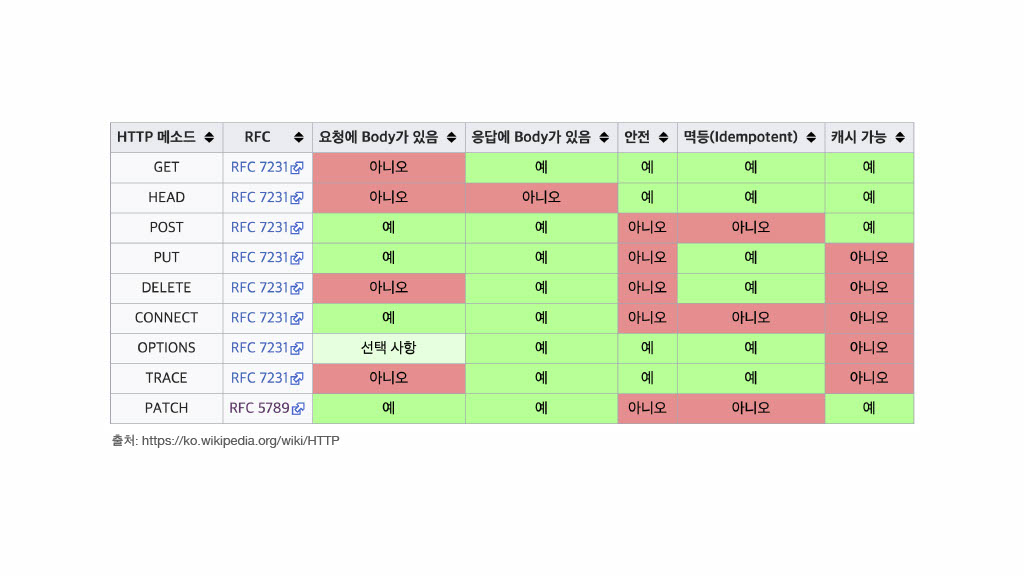 HTTP 메소드 RFC 요청에 Body가 있음 응답에 Body가 있음 안전 멱등(Idempotent) 캐시 가능
GET RFC 7231 아니오 예 예 예 예
HEAD RFC 7231 아니오 아니오 예 예 예
POST RFC 7231 예 예 아니오 아니오 예
PUT RFC 7231 예 예 아니오 예 아니오
DELETE RFC 7231 아니오 예 아니오 예 아니오
CONNECT RFC 7231 예 예 아니오 아니오 아니오
OPTIONS RFC 7231 선택 사항 예 예 예 아니오
TRACE RFC 7231 아니오 예 예 예 아니오
PATCH RFC 5789 예 예 아니오 아니오 예
출처: https://ko.wikipedia.org/wiki/HTTP